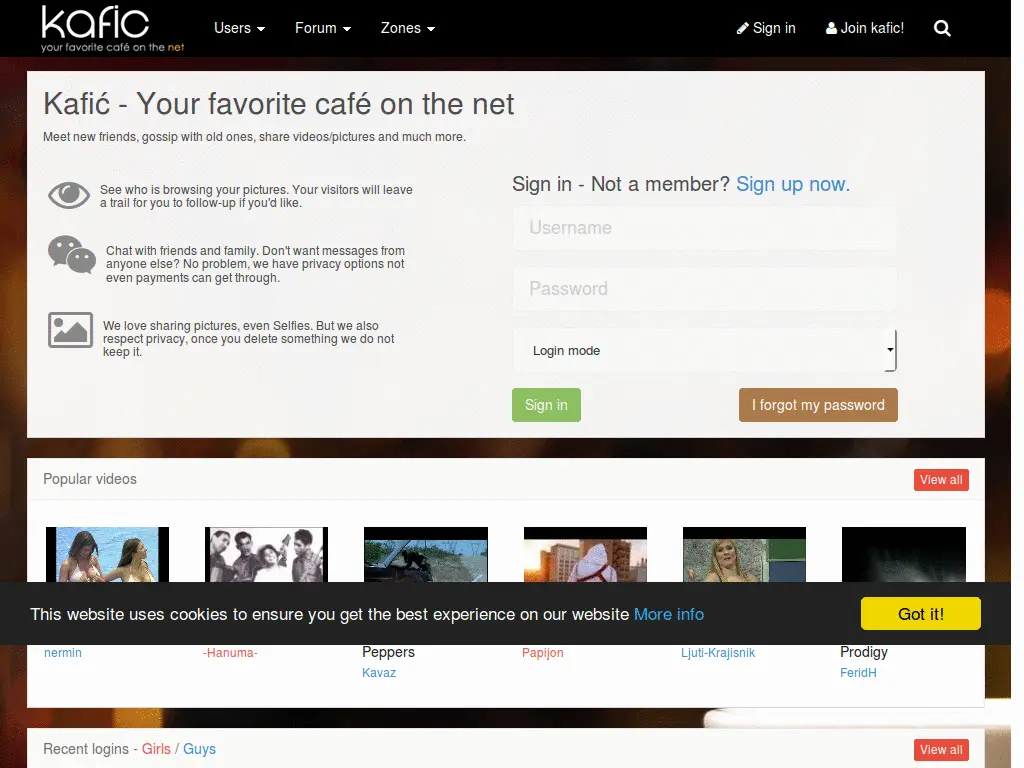 kafic
your favorite café on the net
Users
Forum
Zones
Sign in
Join kafic!
Kafić - Your favorite café on the net
Meet new friends, gossip with old ones, share videos/pictures and much more.
See who is browsing your pictures. Your visitors will leave
a trail for you to follow-up if you'd like.
Chat with friends and family. Don't want messages from
anyone else? No problem, we have privacy options not
even payments can get through.
We love sharing pictures, even Selfies. But we also
respect privacy, once you delete something we do not
keep it.
Sign in - Not a member? Sign up now.
Username
Password
Login mode
Sign in
I forgot my password
Popular videos
View all
This website uses cookies to ensure you get the best experience on our website More info
Got it!
nermin
-Hanuma-
Peppers
Kavaz
Papijon
Ljuti-Krajisnik
Prodigy
FeridH
Recent logins - Girls / Guys
View all